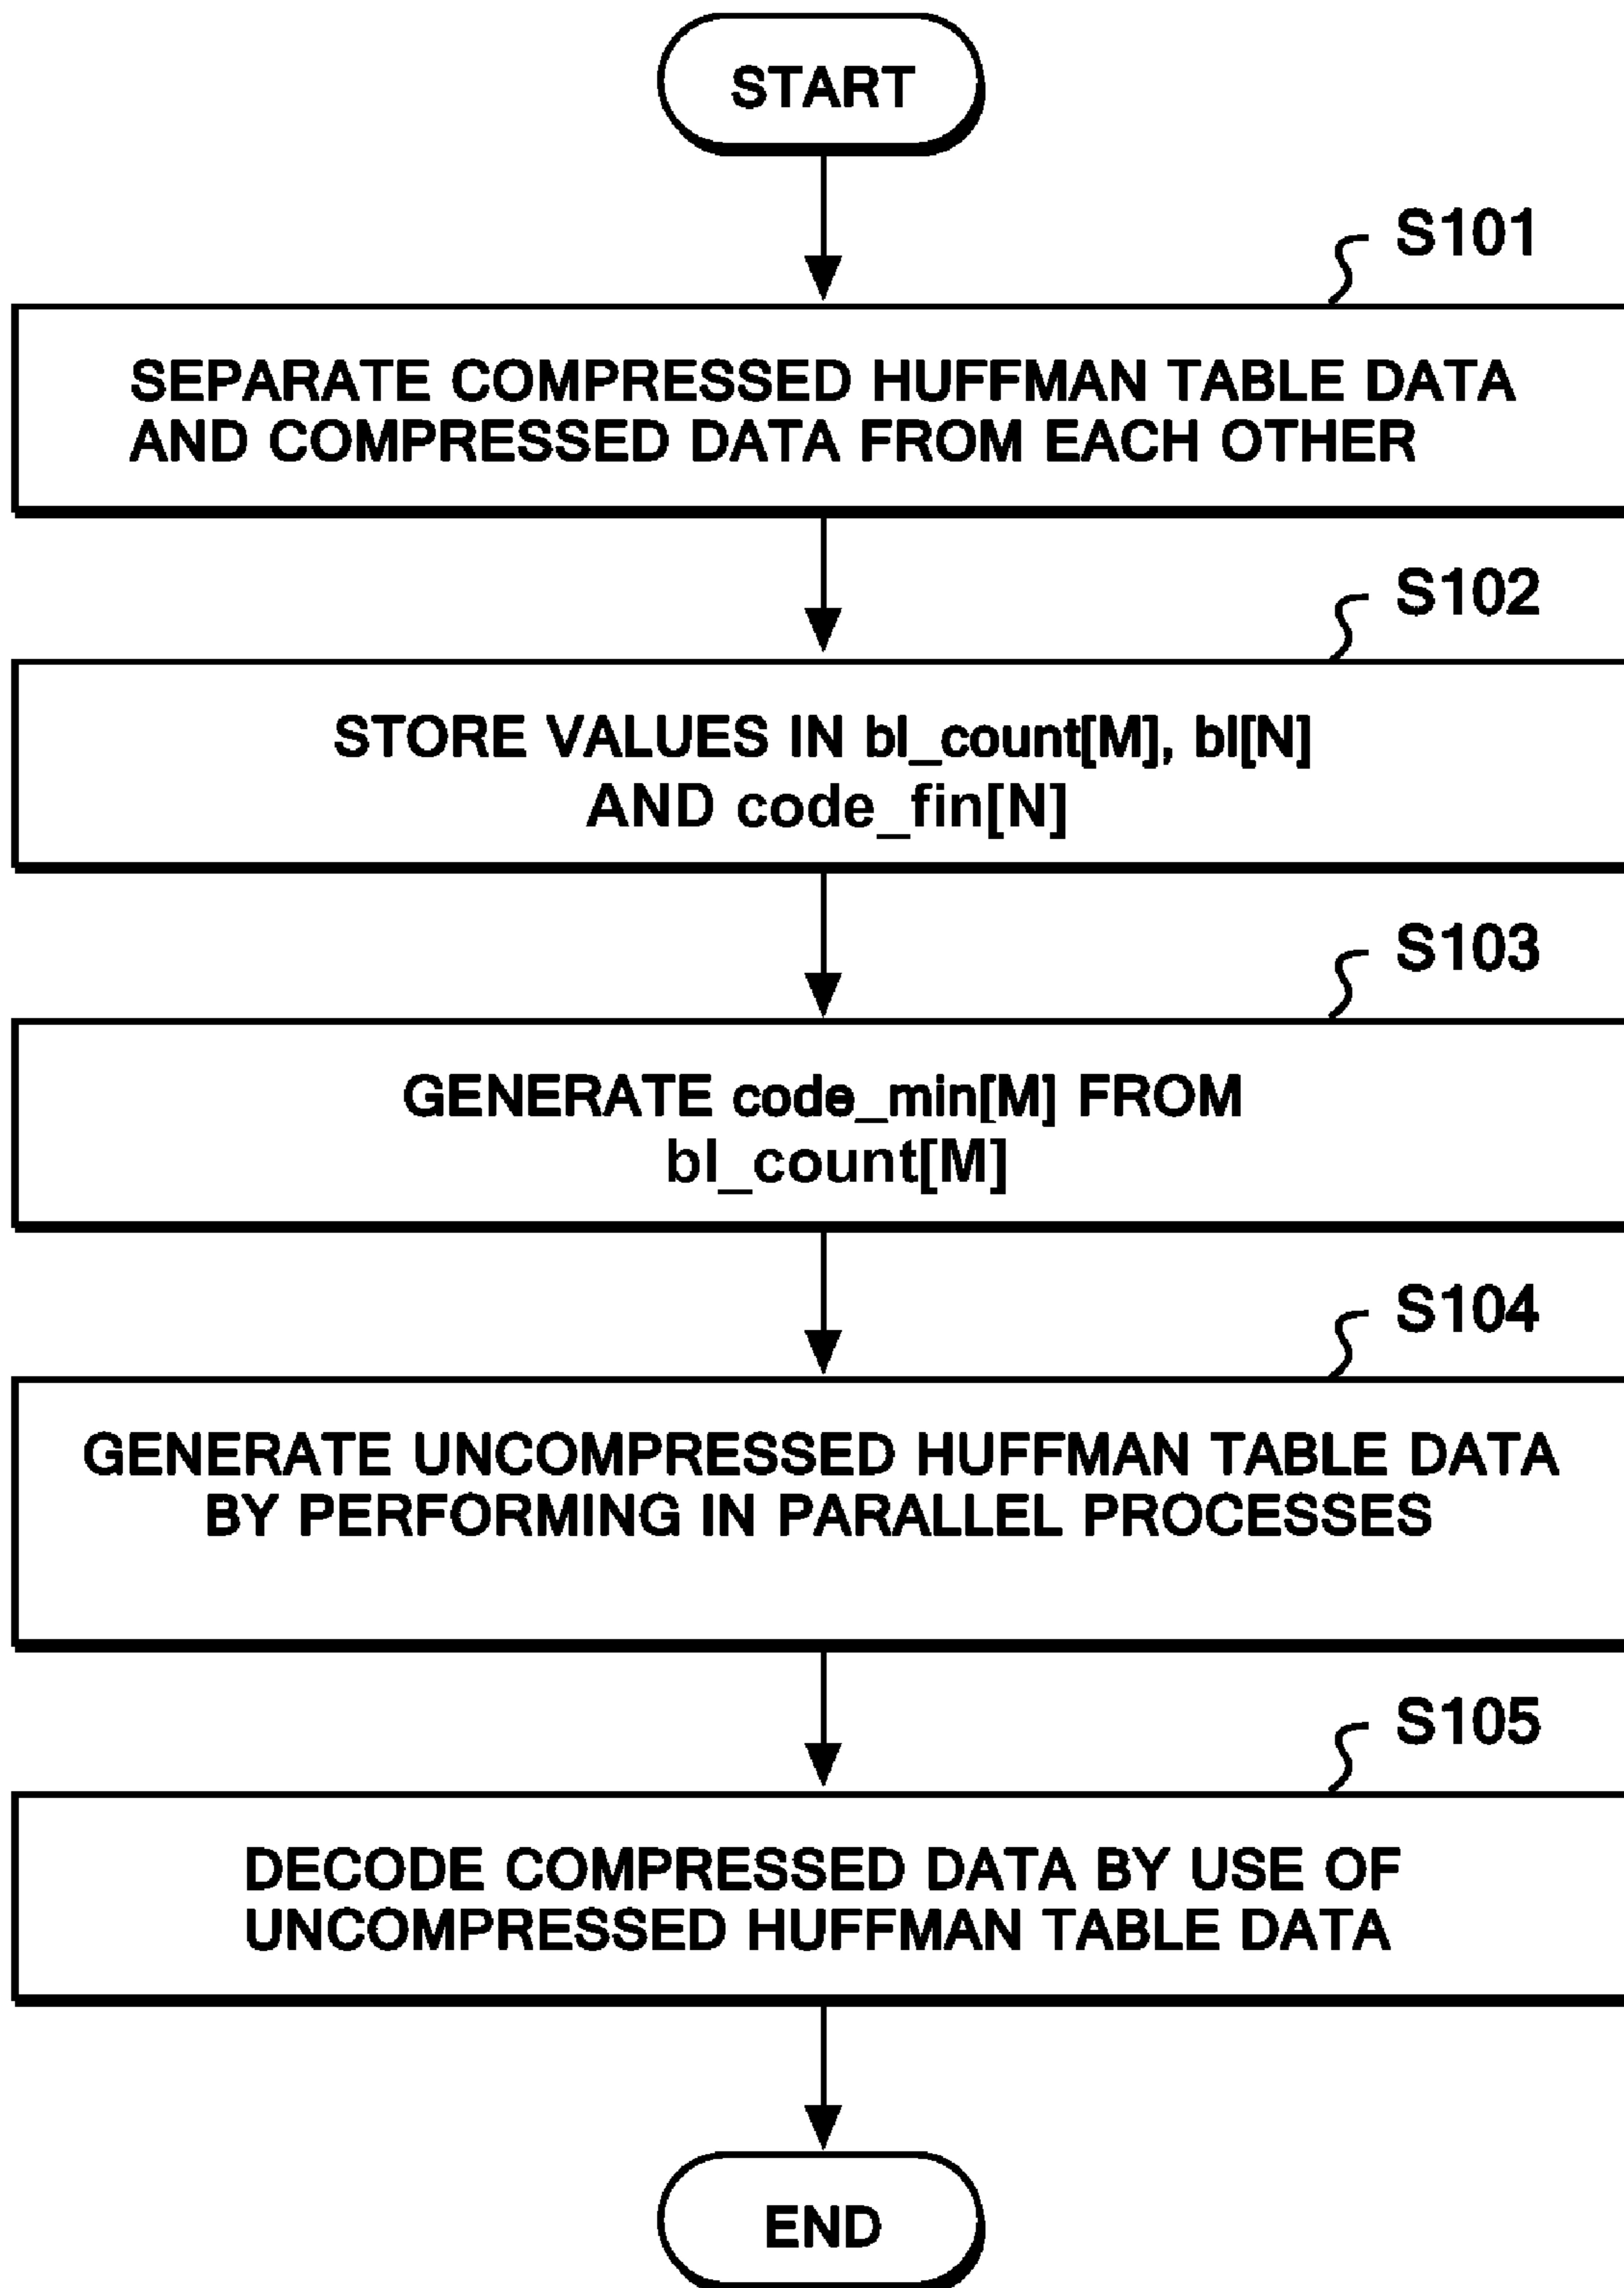 START
S101
SEPARATE COMPRESSED HUFFMAN TABLE DATA
AND COMPRESSED DATA FROM EACH OTHER
S102
STORE VALUES IN bl_count[M], bl[N]
AND code_fin[N]
S103
GENERATE code_min[M] FROM
bl_count[M]
S104
GENERATE UNCOMPRESSED HUFFMAN TABLE DATA
BY PERFORMING IN PARALLEL PROCESSES
S105
DECODE COMPRESSED DATA BY USE OF
UNCOMPRESSED HUFFMAN TABLE DATA
END